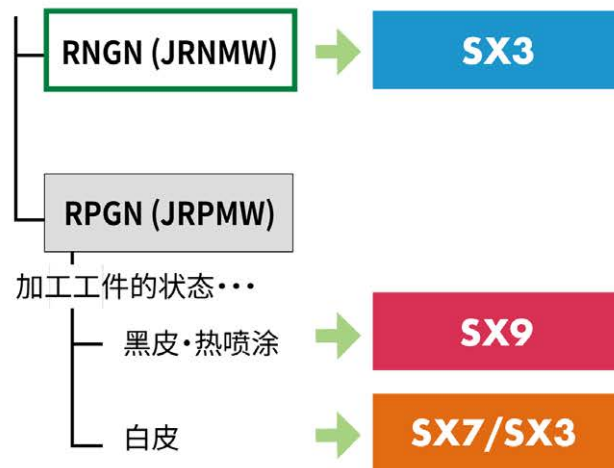 RNGN (JRNMW)
SX3
RPGN (JRPMW)
加工工件的状态･･･
黑皮･热喷涂
SX9
白皮
SX7/SX3